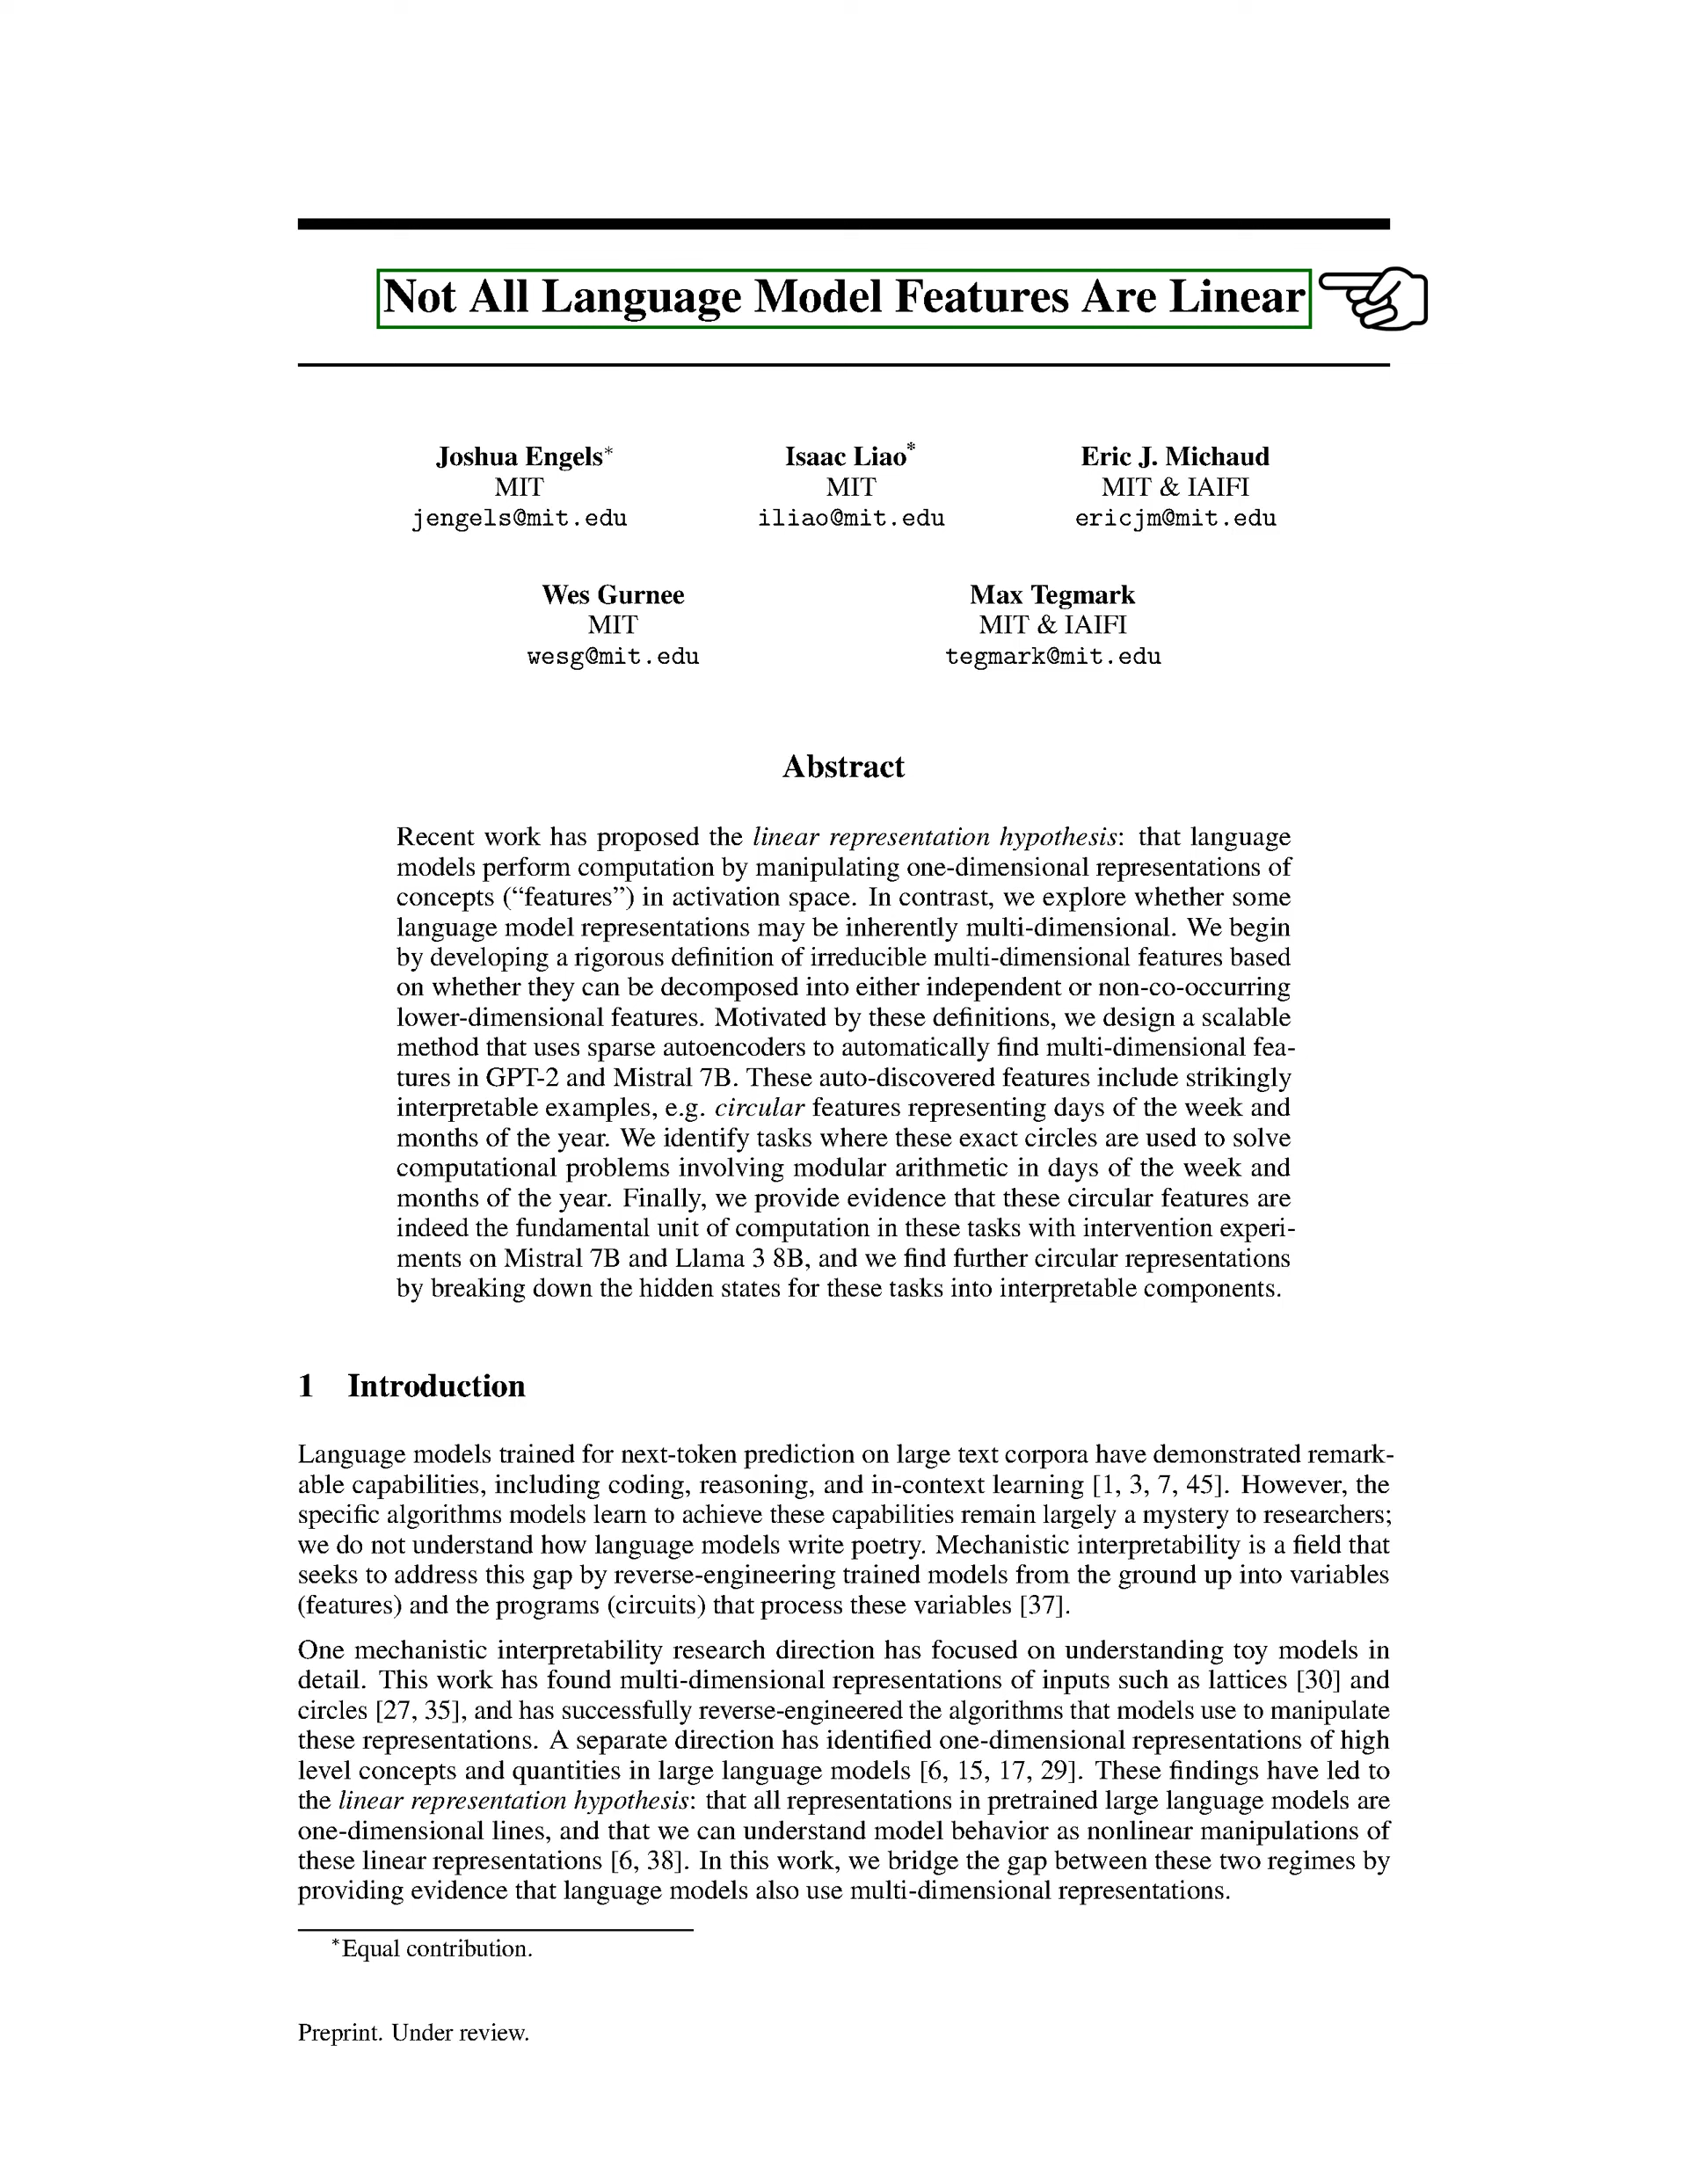 Not All Language Model Features Are Linear
Joshua Engels*
MIT
jengels@mit.edu
Isaac Liao*
MIT
iliao@mit.edu
Eric J. Michaud
MIT & IAIFI
ericjm@mit.edu
Wes Gurnee
MIT
wesg@mit.edu
Max Tegmark
MIT & IAIFI
tegmark@mit.edu
Abstract
Recent work has proposed the linear representation hypothesis: that language
models perform computation by manipulating one-dimensional representations of
concepts (“features”) in activation space. In contrast, we explore whether some
language model representations may be inherently multi-dimensional. We begin
by developing a rigorous definition of irreducible multi-dimensional features based
on whether they can be decomposed into either independent or non-co-occurring
lower-dimensional features. Motivated by these definitions, we design a scalable
method that uses sparse autoencoders to automatically find multi-dimensional fea-
tures in GPT-2 and Mistral 7B. These auto-discovered features include strikingly
interpretable examples, e.g. circular features representing days of the week and
months of the year. We identify tasks where these exact circles are used to solve
computational problems involving modular arithmetic in days of the week and
months of the year. Finally, we provide evidence that these circular features are
indeed the fundamental unit of computation in these tasks with intervention experi-
ments on Mistral 7B and Llama 3 8B, and we find further circular representations
by breaking down the hidden states for these tasks into interpretable components.
1 Introduction
Language models trained for next-token prediction on large text corpora have demonstrated remark-
able capabilities, including coding, reasoning, and in-context learning [1, 3, 7, 45]. However, the
specific algorithms models learn to achieve these capabilities remain largely a mystery to researchers;
we do not understand how language models write poetry. Mechanistic interpretability is a field that
seeks to address this gap by reverse-engineering trained models from the ground up into variables
(features) and the programs (circuits) that process these variables [37].
One mechanistic interpretability research direction has focused on understanding toy models in
detail. This work has found multi-dimensional representations of inputs such as lattices [30] and
circles [27, 35], and has successfully reverse-engineered the algorithms that models use to manipulate
these representations. A separate direction has identified one-dimensional representations of high
level concepts and quantities in large language models [6, 15, 17, 29]. These findings have led to
the linear representation hypothesis: that all representations in pretrained large language models are
one-dimensional lines, and that we can understand model behavior as nonlinear manipulations of
these linear representations [6, 38]. In this work, we bridge the gap between these two regimes by
providing evidence that language models also use multi-dimensional representations.
*Equal contribution.
Preprint. Under review.